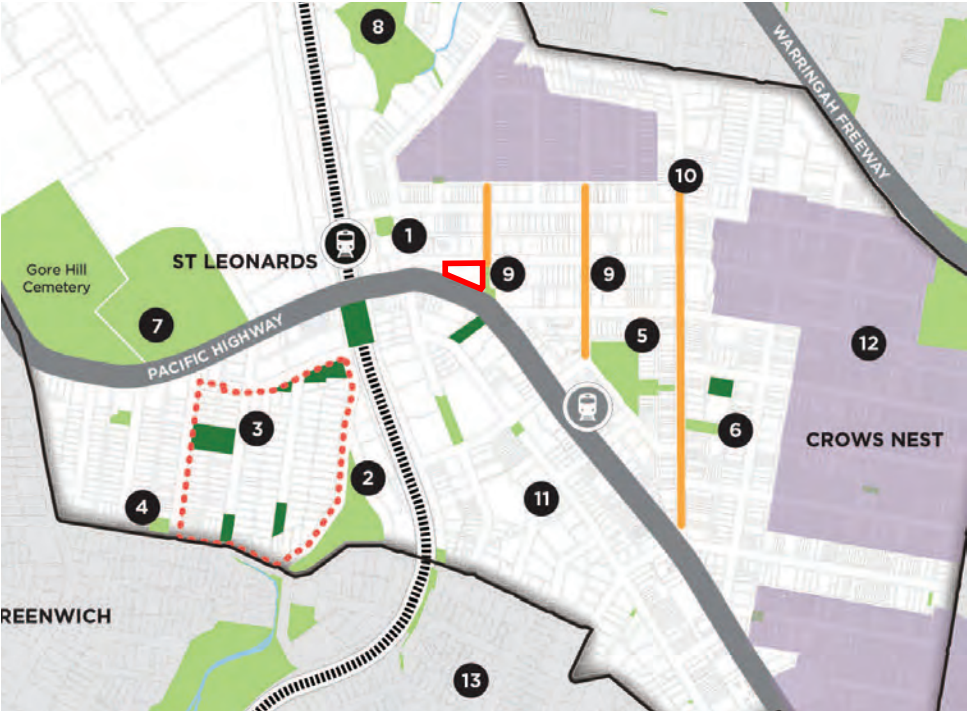 8
WARRINGAH FREEWAY
10
1
ST LEONARDS
Gore Hill
Cemetery
9
9
7
PACIFIC HIGHWAY
5
12
3
6
CROWS NEST
2
11
4
REENWICH
13